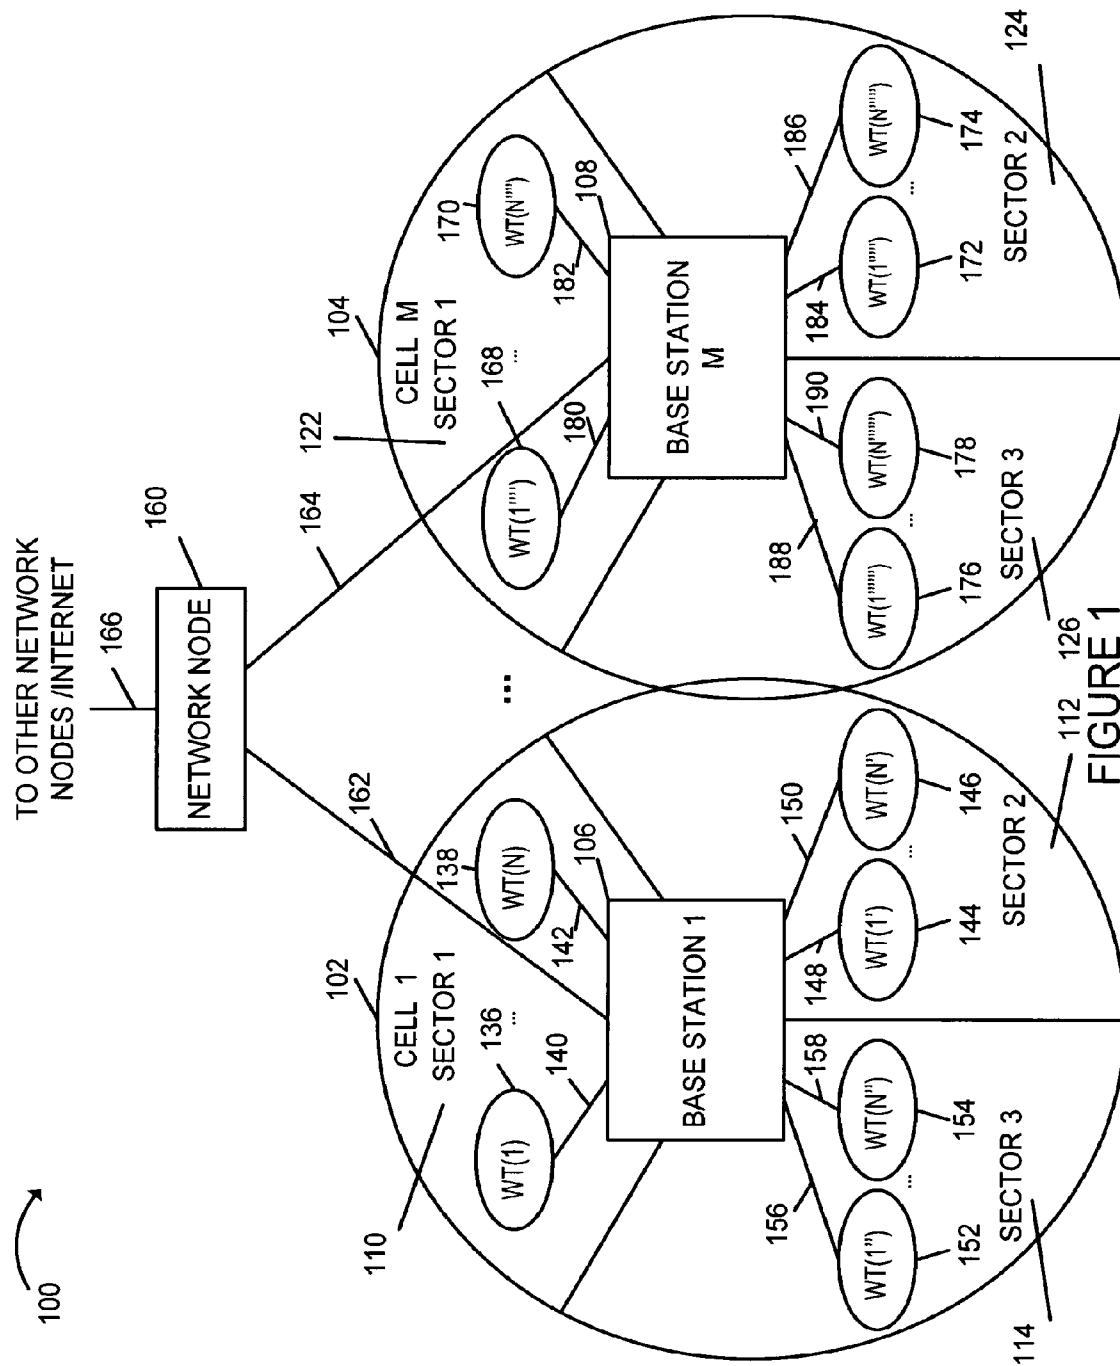 100
TO OTHER NETWORK
NODES /INTERNET
166
NETWORK NODE
160
162
164
...
102
CELL 1
SECTOR 1
110
136
...
138
WT(1)
WT(N)
140
142
106
BASE STATION 1
156
158
148
150
WT(1'')
WT(N'')
WT(1')
WT(N')
152
...
154
144
...
146
SECTOR 3
SECTOR 2
114
112
104
CELL M
SECTOR 1
122
168
...
170
WT(1'''')
WT(N'''')
180
182
108
BASE STATION
M
188
190
184
186
WT(1'''''')
WT(N'''''')
WT(1''''')
WT(N''''')
176
...
178
172
...
174
SECTOR 3
SECTOR 2
126
124
FIGURE 1